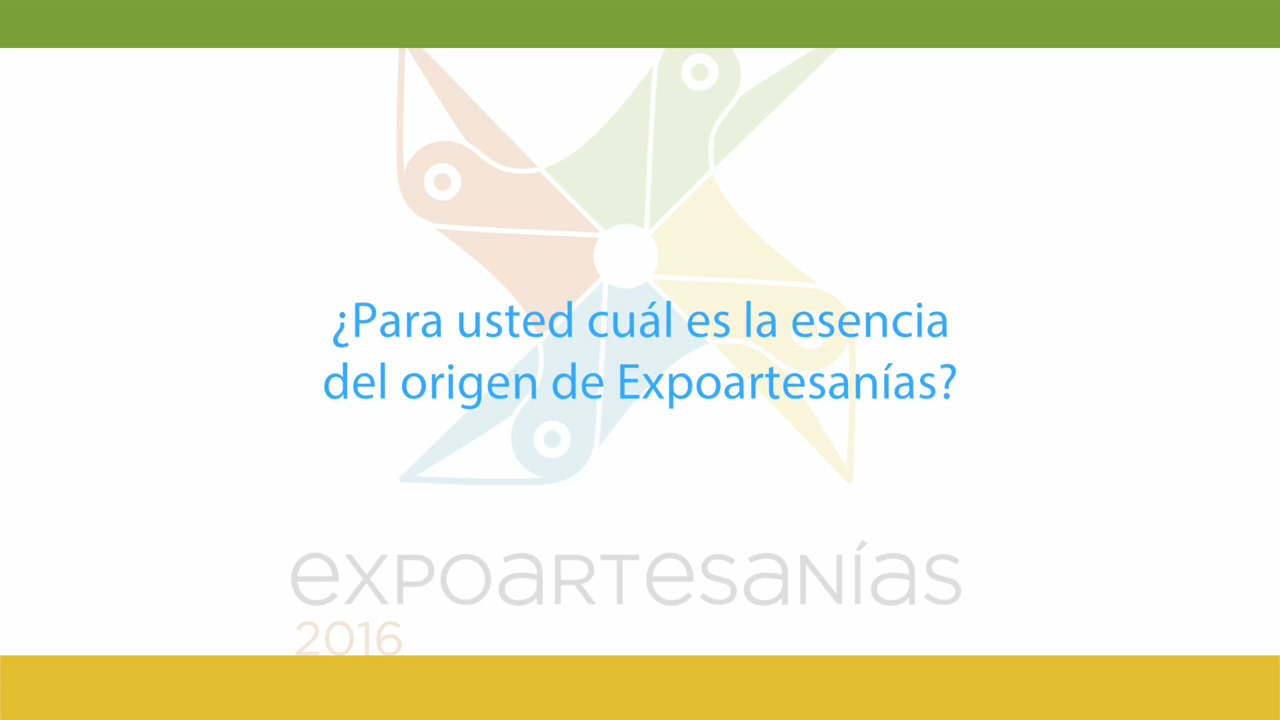 ¿Para usted cuál es la esencia
del origen de Expoartesanías?
expoartesanías
2016